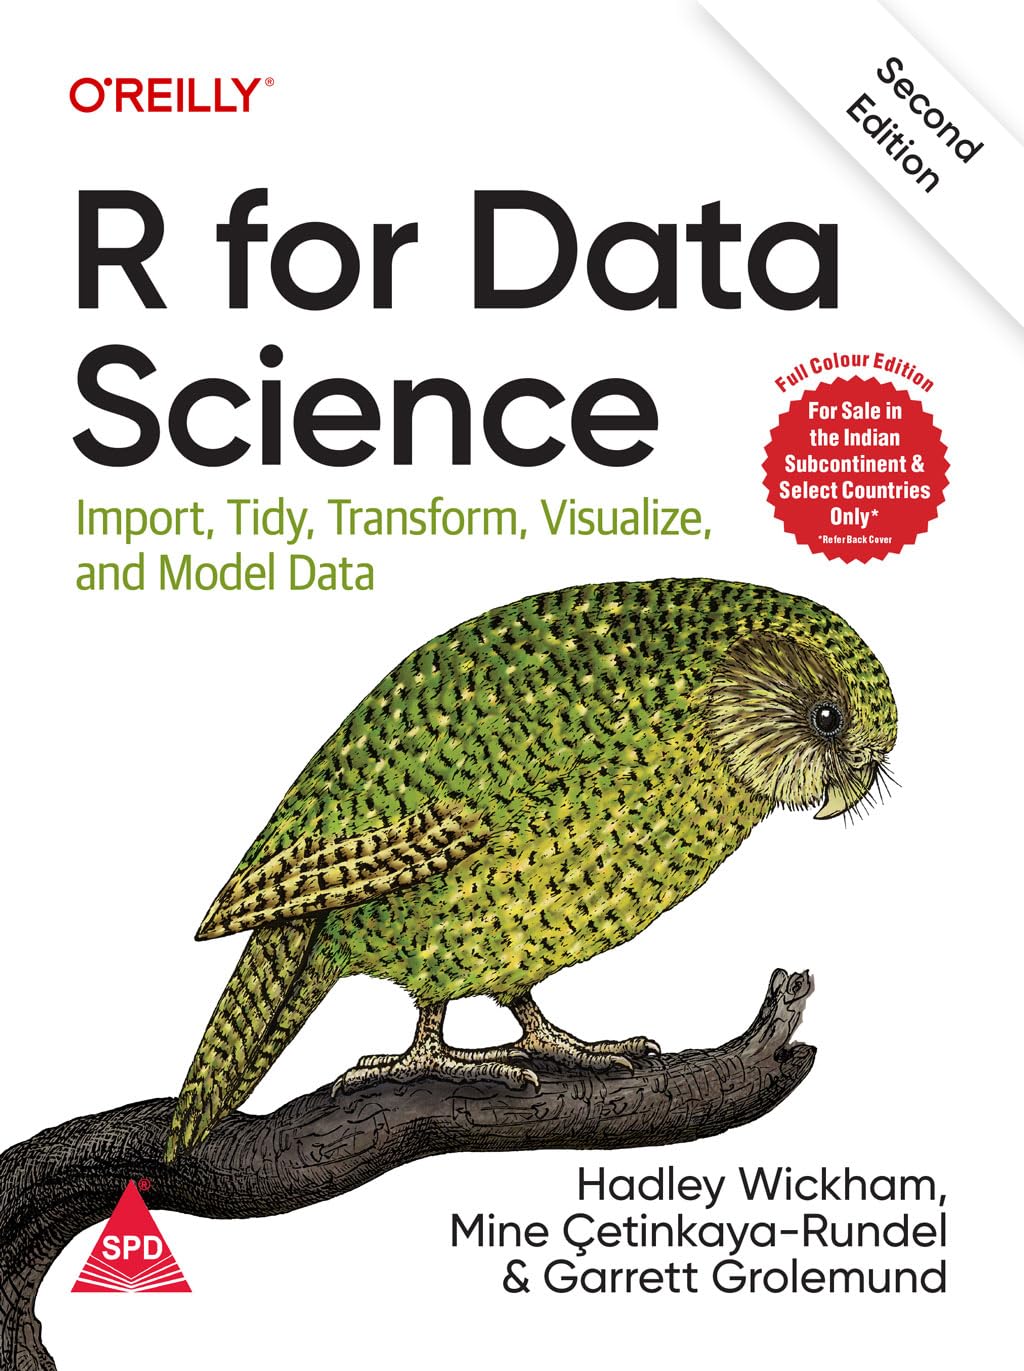 O'REILLY®
Second
Edition
R for Data
Science
Import, Tidy, Transform, Visualize,
and Model Data
Full Colour Edition
For Sale in
the Indian
Subcontinent &
Select Countries
Only*
*Refer Back Cover
Hadley Wickham,
Mine Çetinkaya-Rundel
& Garrett Grolemund
®
SPD